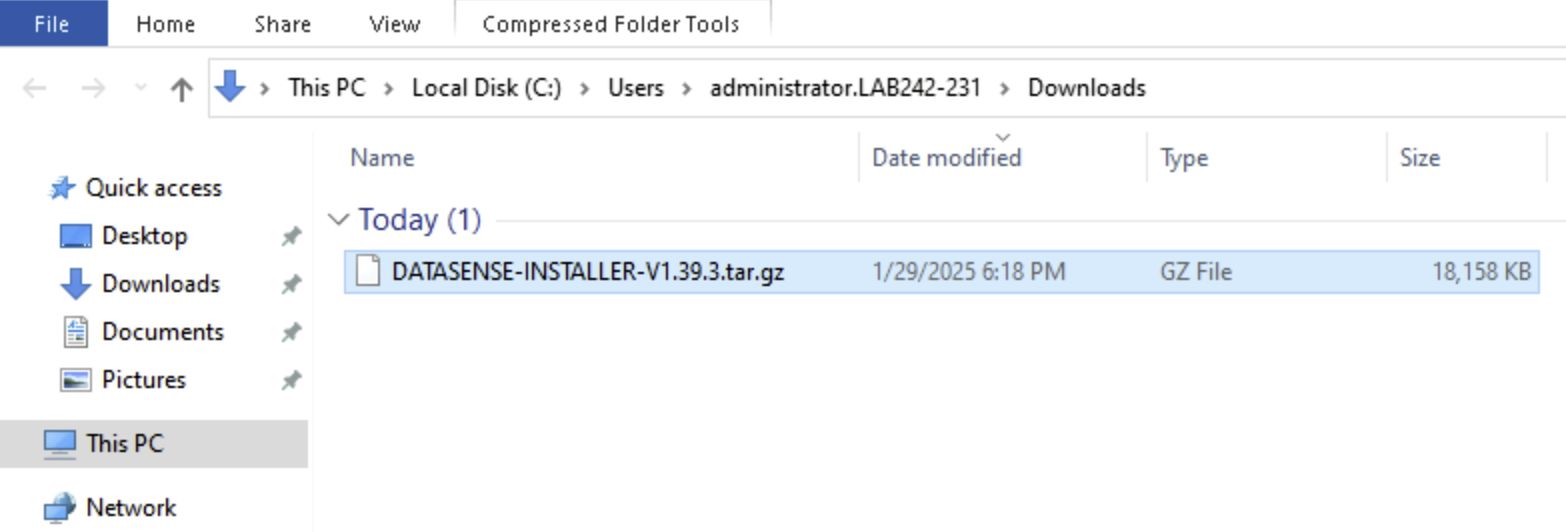 File Home Share View Compressed Folder Tools
This PC Local Disk (C:) Users administrator.LAB242-231 Downloads
Name Date modified Type Size
Quick access
Today (1)
Desktop
DATASENSE-INSTALLER-V1.39.3.tar.gz 1/29/2025 6:18 PM GZ File 18,158 KB
Downloads
Documents
Pictures
This PC
Network